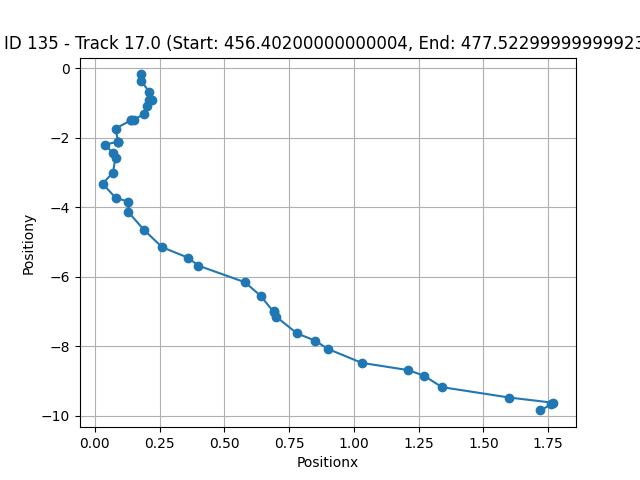 ID 135 - Track 17.0 (Start: 456.40200000000004, End: 477.52299999999923
0
−2
−4
−6
−8
−10
Positiony
0.00 0.25 0.50 0.75 1.00 1.25 1.50 1.75
Positionx